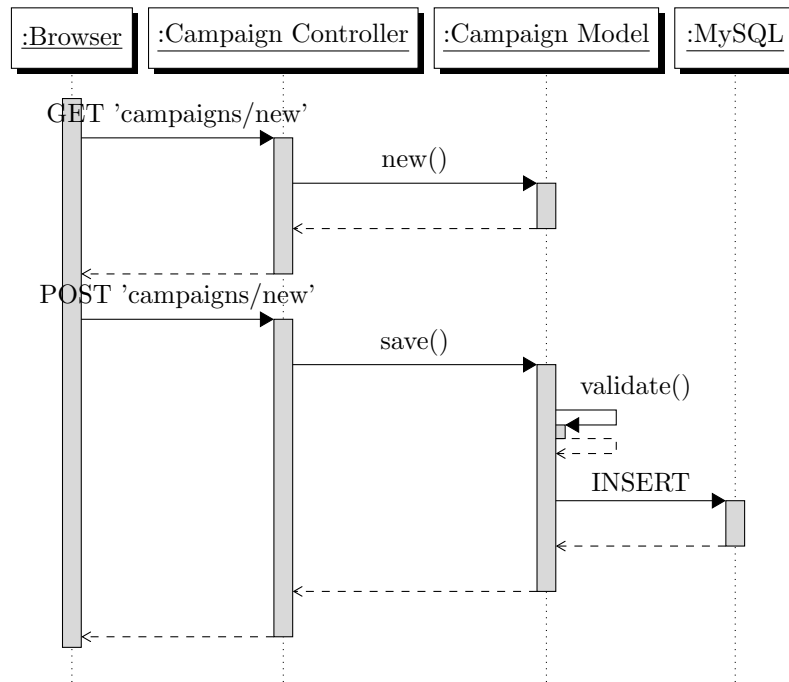 :Browser
:Campaign Controller
:Campaign Model
:MySQL
GET 'campaigns/new'
new()
POST 'campaigns/new'
save()
validate()
INSERT